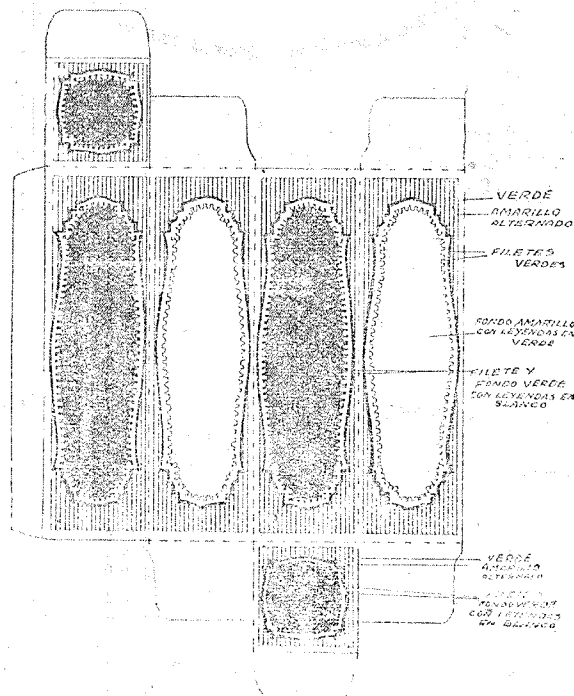 VERDE
AMARILLO
ALTERNADO
FILETES
VERDES
FONDO AMARILLO
CON LEYENDAS EN
VERDE
FILETE Y
FONDO VERDE
CON LEYENDAS EN
BLANCO
VERDE
AMARILLO
ALTERNADO
FILETE Y
FONDO VERDE
CON LEYENDAS
EN BLANCO